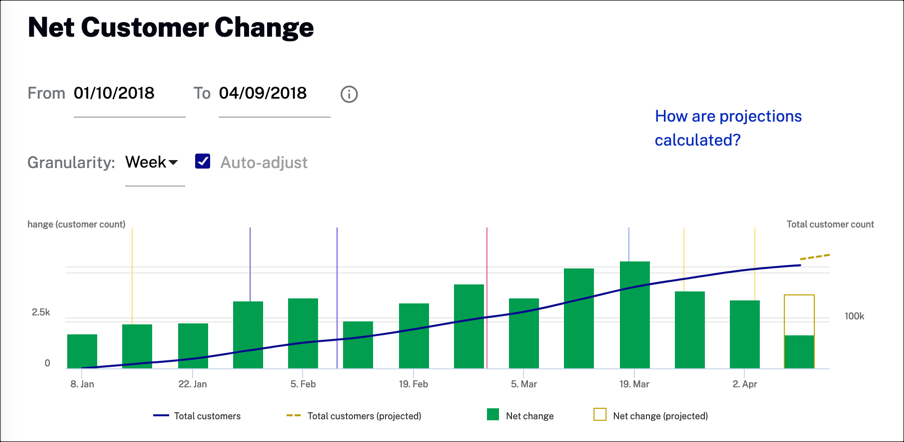 Net Customer Change
From 01/10/2018 To 04/09/2018
How are projections
calculated?
Granularity: Week Auto-adjust
hange (customer count) Total customer count
2.5k 100k
0
8. Jan 22. Jan 5. Feb 19. Feb 5. Mar 19. Mar 2. Apr
Total customers Total customers (projected) Net change Net change (projected)